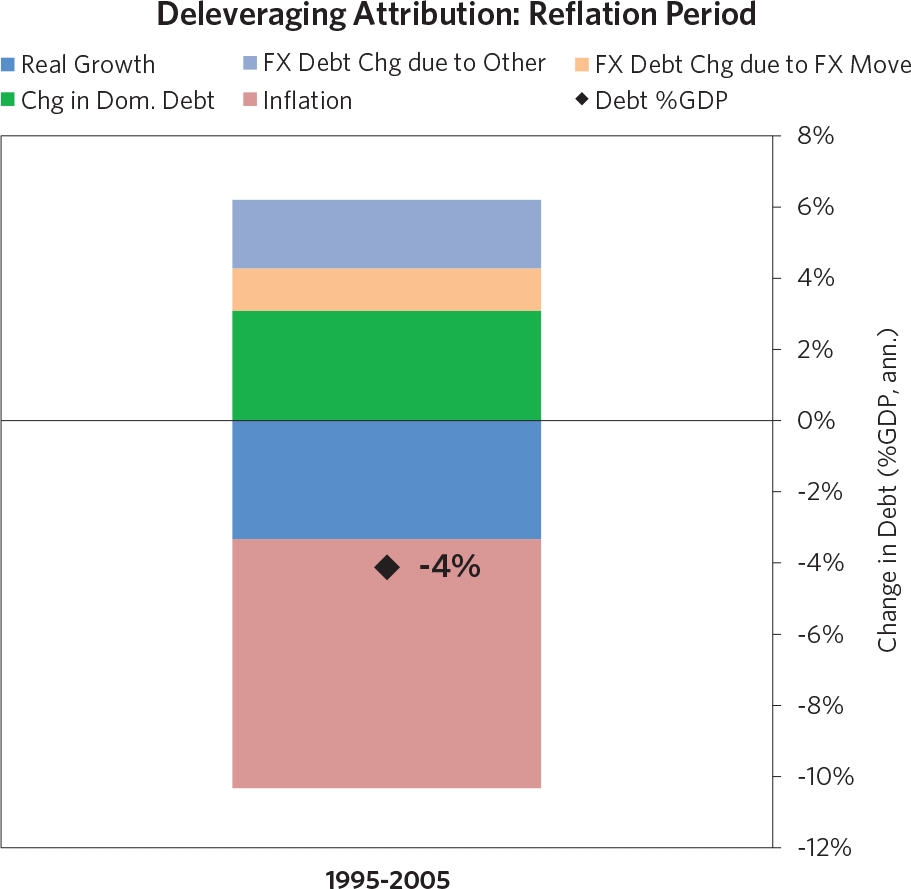 Deleveraging Attribution: Reflation Period
Real Growth
FX Debt Chg due to Other
FX Debt Chg due to FX Move
Chg in Dom. Debt
Inflation
Debt %GDP
8%
6%
4%
2%
0%
-2%
-4%
-6%
-8%
-10%
-12%
Change in Debt (%GDP, ann.)
-4%
1995-2005